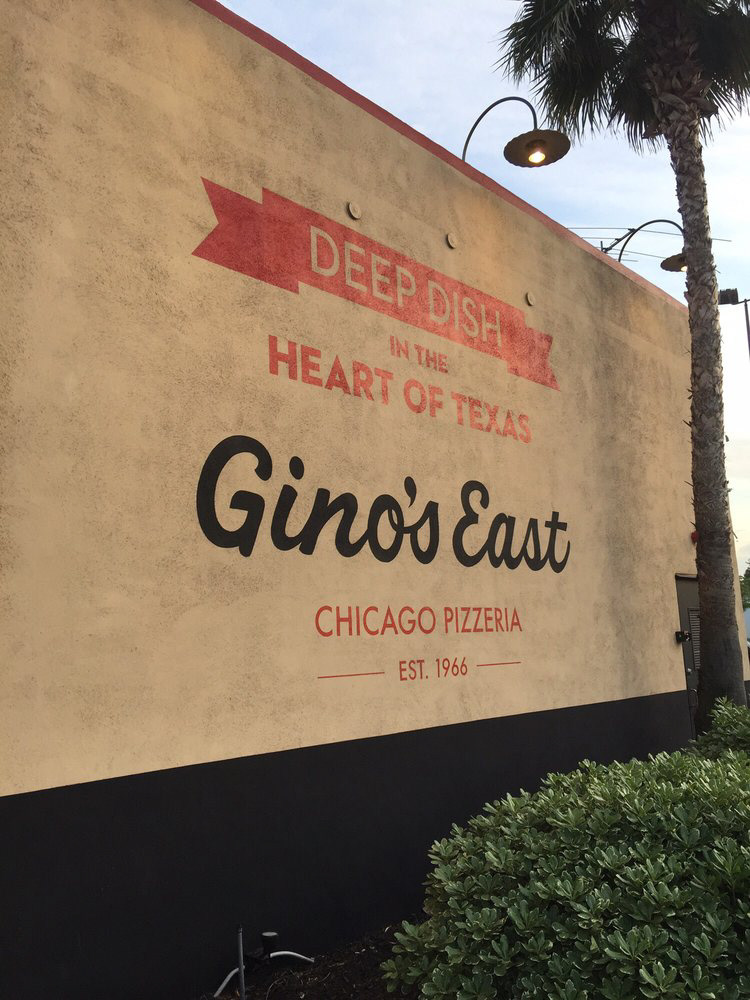 DEEP DISH
IN THE
HEART OF TEXAS
Gino's East
CHICAGO PIZZERIA
EST. 1966